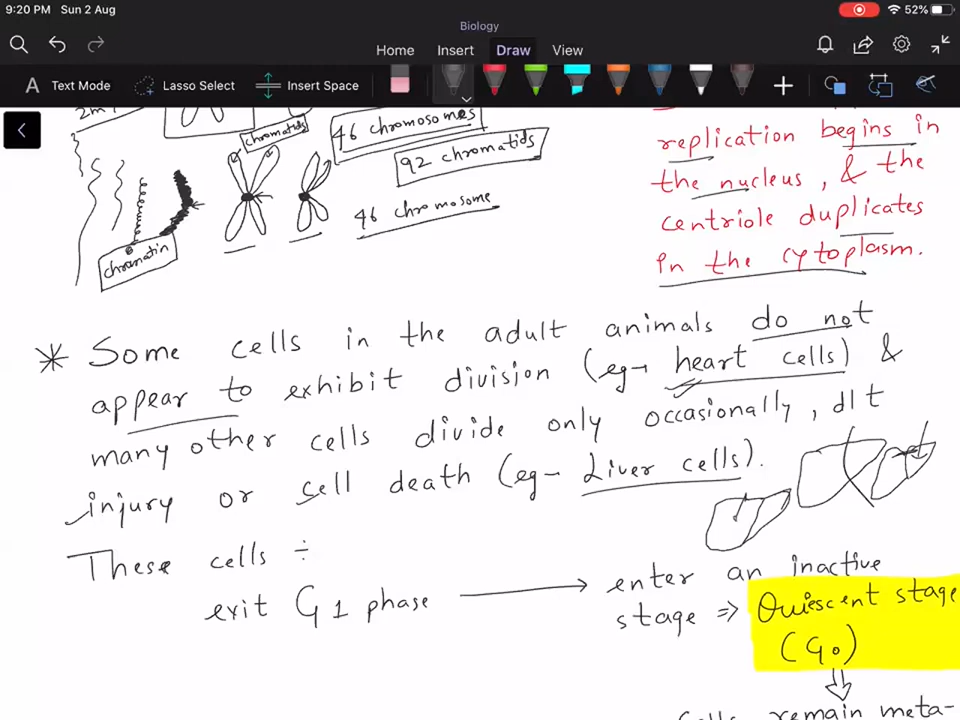 9:20 PM Sun 2 Aug
52%
Biology
Home Insert Draw View
A Text Mode Lasso Select Insert Space
chromatids
46 chromosomes
92 chromatids
46 chromosome
chromatin
replication begins in
the nucleus, & the
centriole duplicates
in the cytoplasm.
* Some cells in the adult animals do not
appear to exhibit division (eg→ heart cells) &
many other cells divide only occasionally, d/t
injury or cell death (eg- Liver cells).
These cells ÷
exit G1 phase → enter an inactive
stage ⇒ Quiescent stage
(G0)
⇓
Cells remain meta-